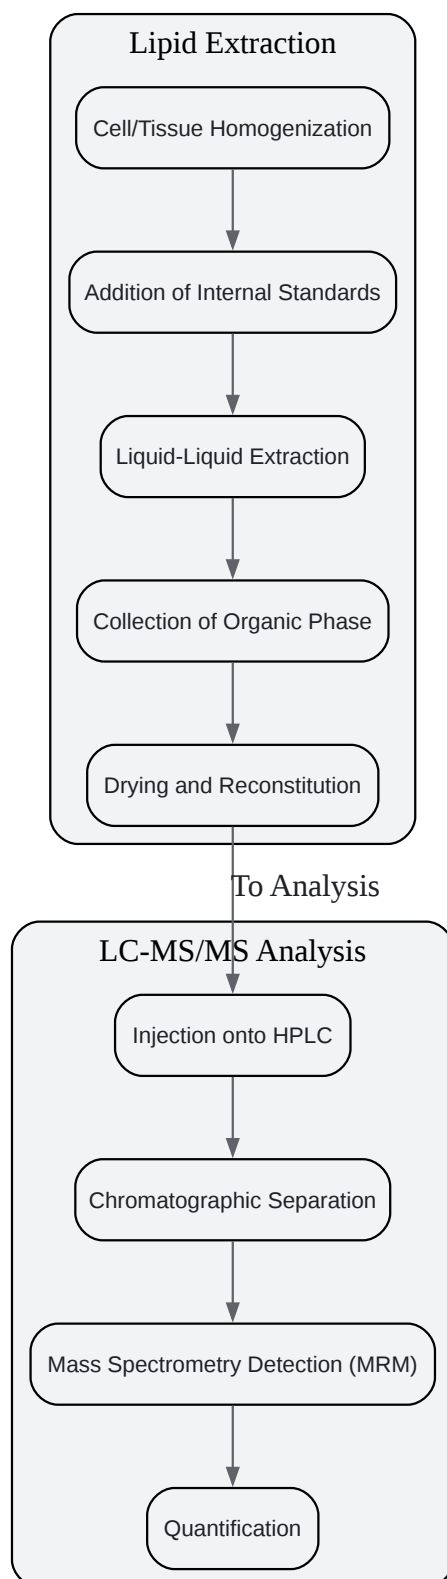 Lipid Extraction
Cell/Tissue Homogenization
Addition of Internal Standards
Liquid-Liquid Extraction
Collection of Organic Phase
Drying and Reconstitution
To Analysis
LC-MS/MS Analysis
Injection onto HPLC
Chromatographic Separation
Mass Spectrometry Detection (MRM)
Quantification